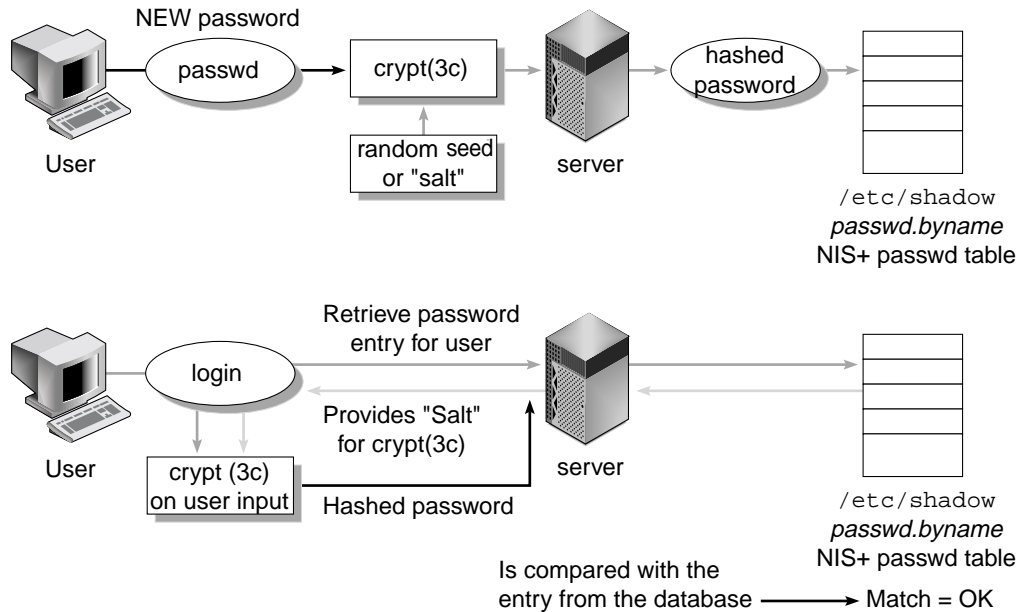 NEW password
passwd
crypt(3c)
hashed
password
random seed
or "salt"
User
server
/etc/shadow
passwd.byname
NIS+ passwd table
Retrieve password
entry for user
login
Provides "Salt"
for crypt(3c)
User
server
crypt (3c)
on user input
Hashed password
/etc/shadow
passwd.byname
NIS+ passwd table
Is compared with the
entry from the database
Match = OK